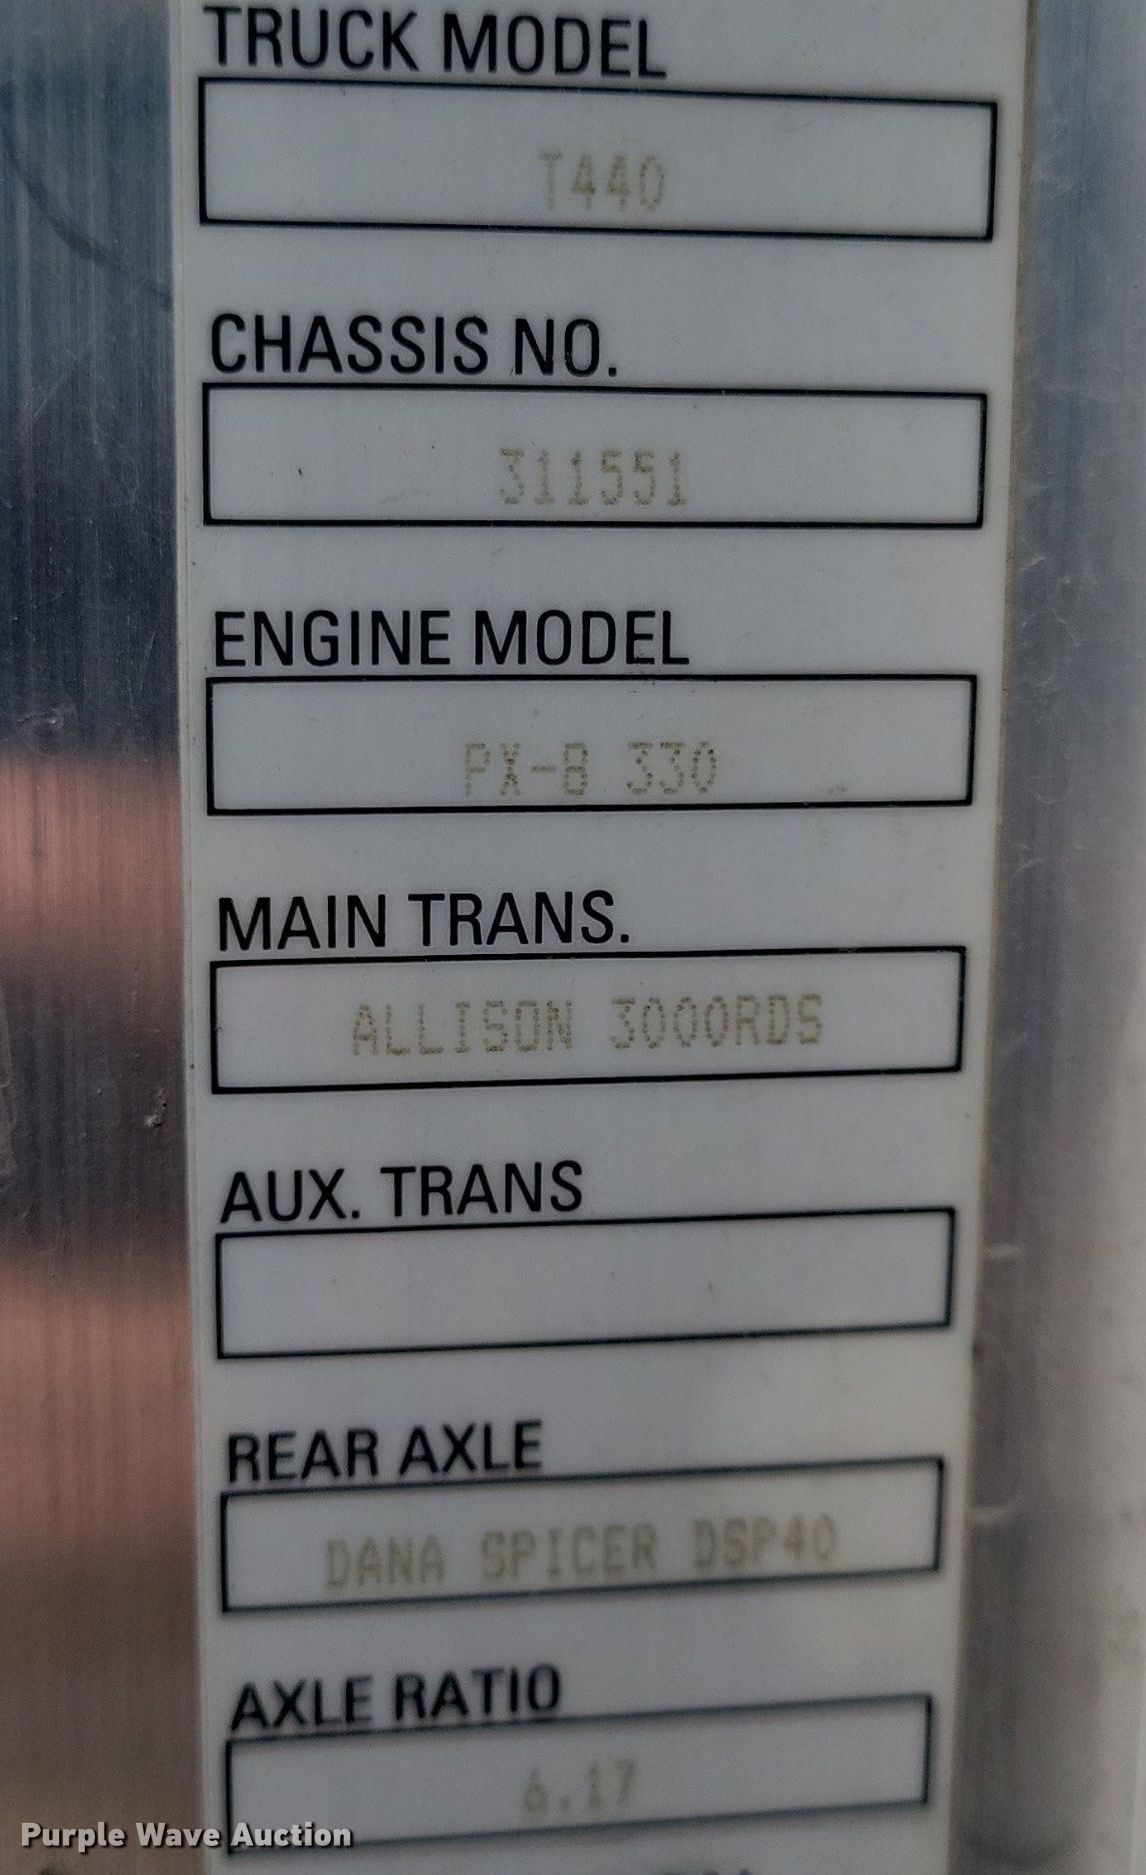 TRUCK MODEL
T440
CHASSIS NO.
311551
ENGINE MODEL
PX-8 330
MAIN TRANS.
ALLISON 3000RDS
AUX. TRANS
REAR AXLE
DANA SPICER DSP40
AXLE RATIO
6.17
Purple Wave Auction